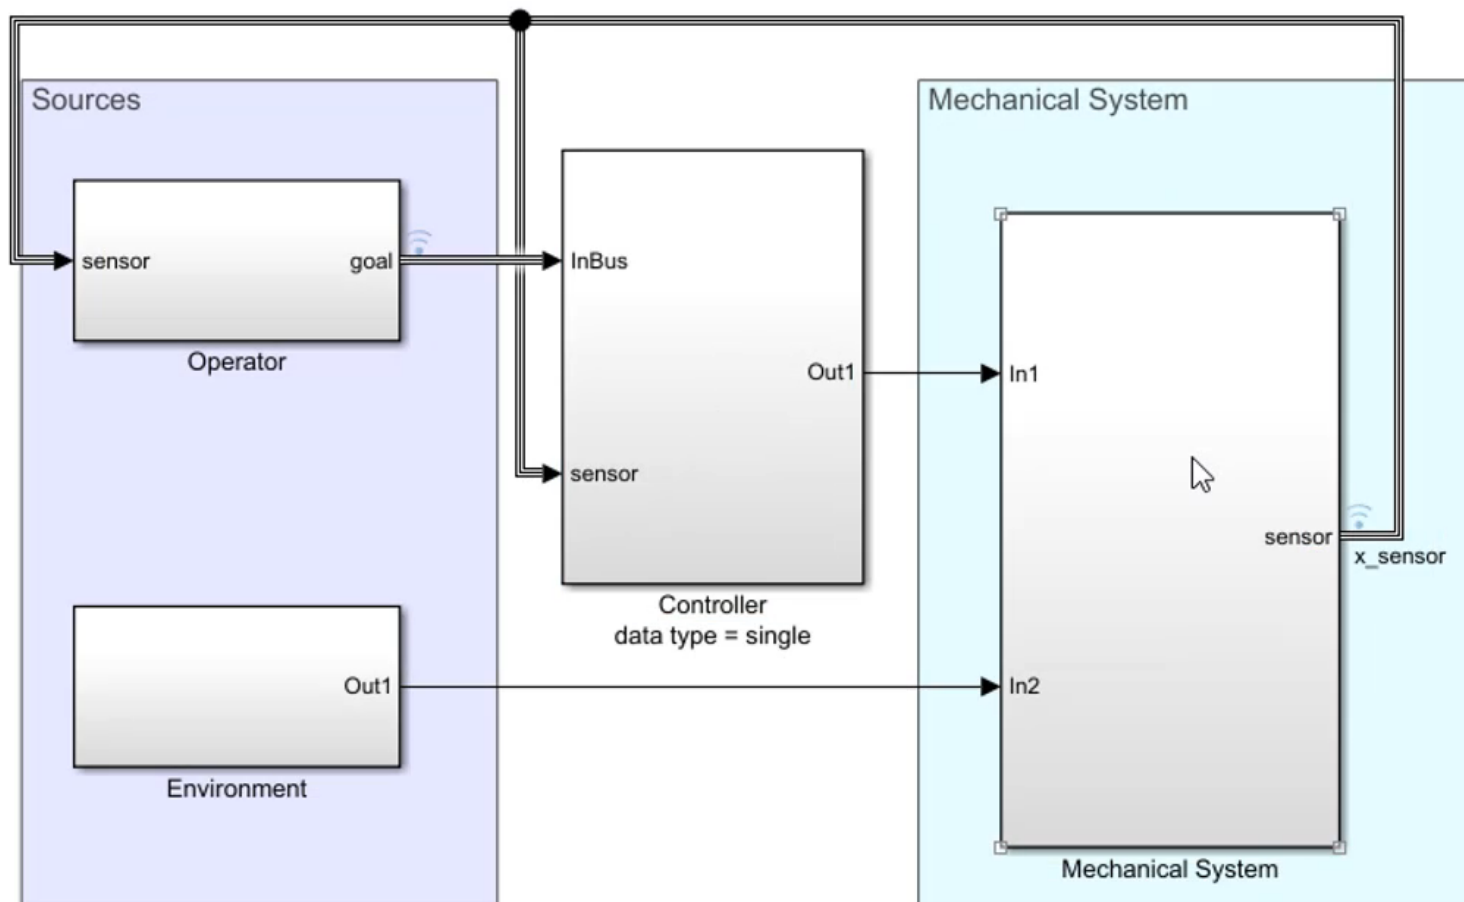 Sources
Mechanical System
sensor
goal
InBus
Operator
Out1
In1
sensor
sensor
x_sensor
Controller
data type = single
Out1
In2
Environment
Mechanical System